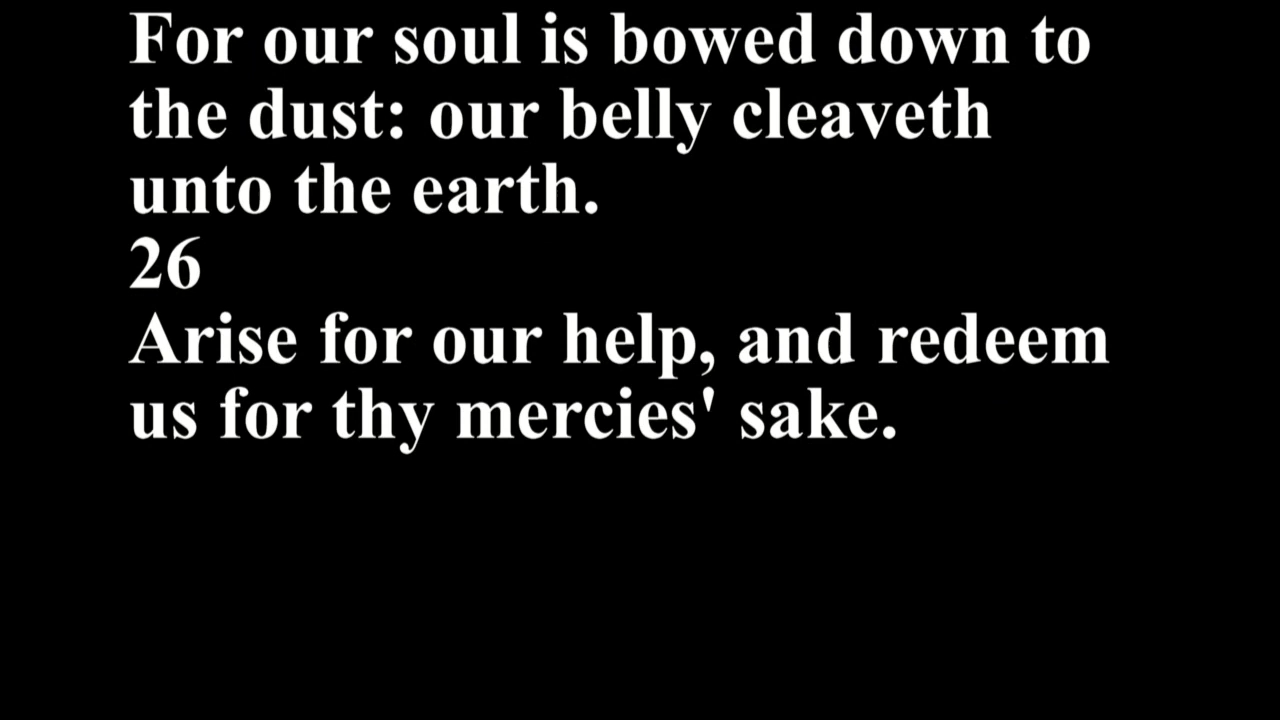 For our soul is bowed down to
the dust: our belly cleaveth
unto the earth.
26
Arise for our help, and redeem
us for thy mercies' sake.